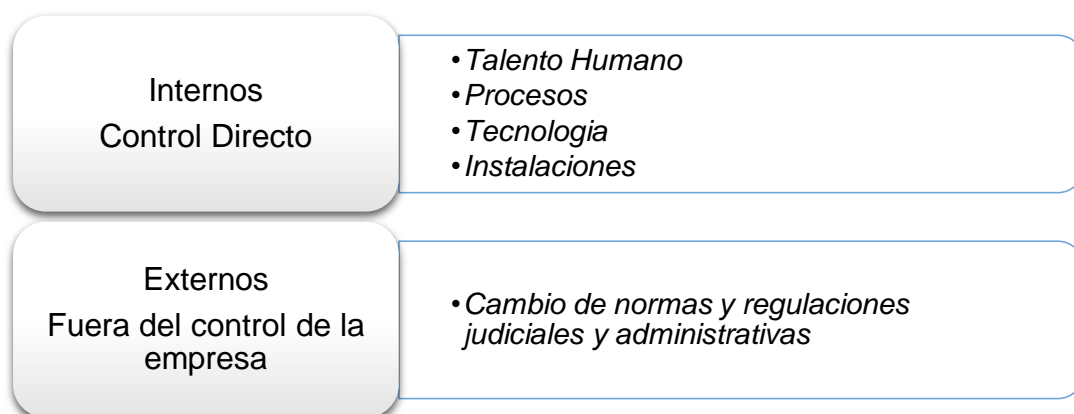 Internos
Control Directo
•Talento Humano
•Procesos
•Tecnologia
•Instalaciones
Externos
Fuera del control de la
empresa
•Cambio de normas y regulaciones
judiciales y administrativas